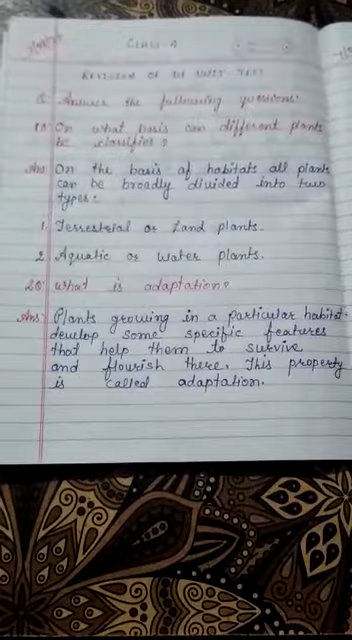 Class-4
REVISION OF UNIT TEST
Q. Answer the following questions:
On what basis can different plants
be classified?
Ans On the basis of habitats all plants
can be broadly divided into two
types:
1. Terrestrial or Land plants.
2. Aquatic or Water plants.
2Q. What is adaptation?
Ans: Plants growing in a particular habitat
develop some specific features
that help them to survive
and flourish there. This property
is called adaptation.